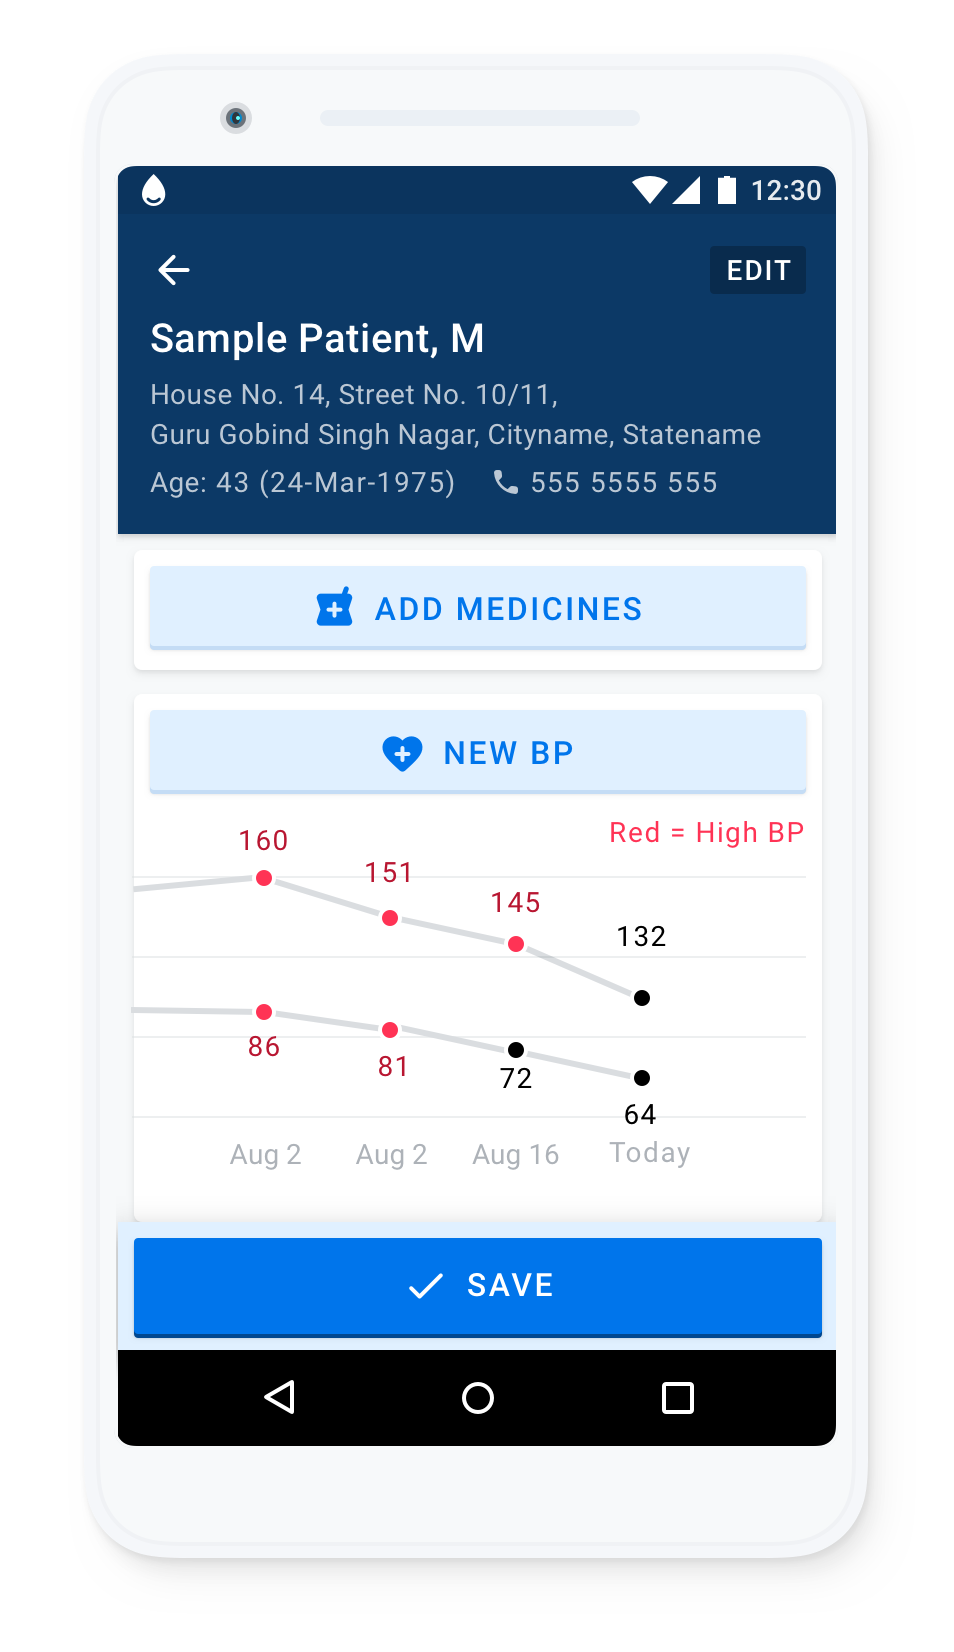 12:30
EDIT
Sample Patient, M
House No. 14, Street No. 10/11,
Guru Gobind Singh Nagar, Cityname, Statename
Age: 43 (24-Mar-1975) 555 5555 555
ADD MEDICINES
NEW BP
Red = High BP
160
151
145
132
86
81
72
64
Aug 2 Aug 2 Aug 16 Today
SAVE